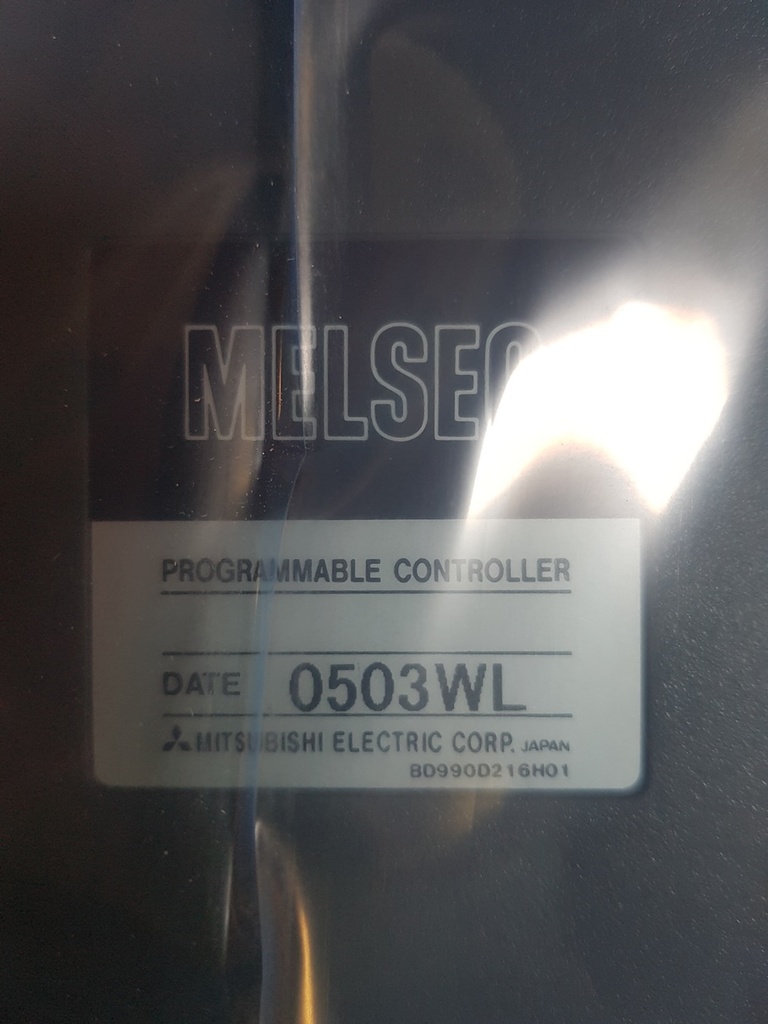 MELSEC
PROGRAMMABLE CONTROLLER
DATE 0503WL
MITSUBISHI ELECTRIC CORP. JAPAN
BD990D216H01